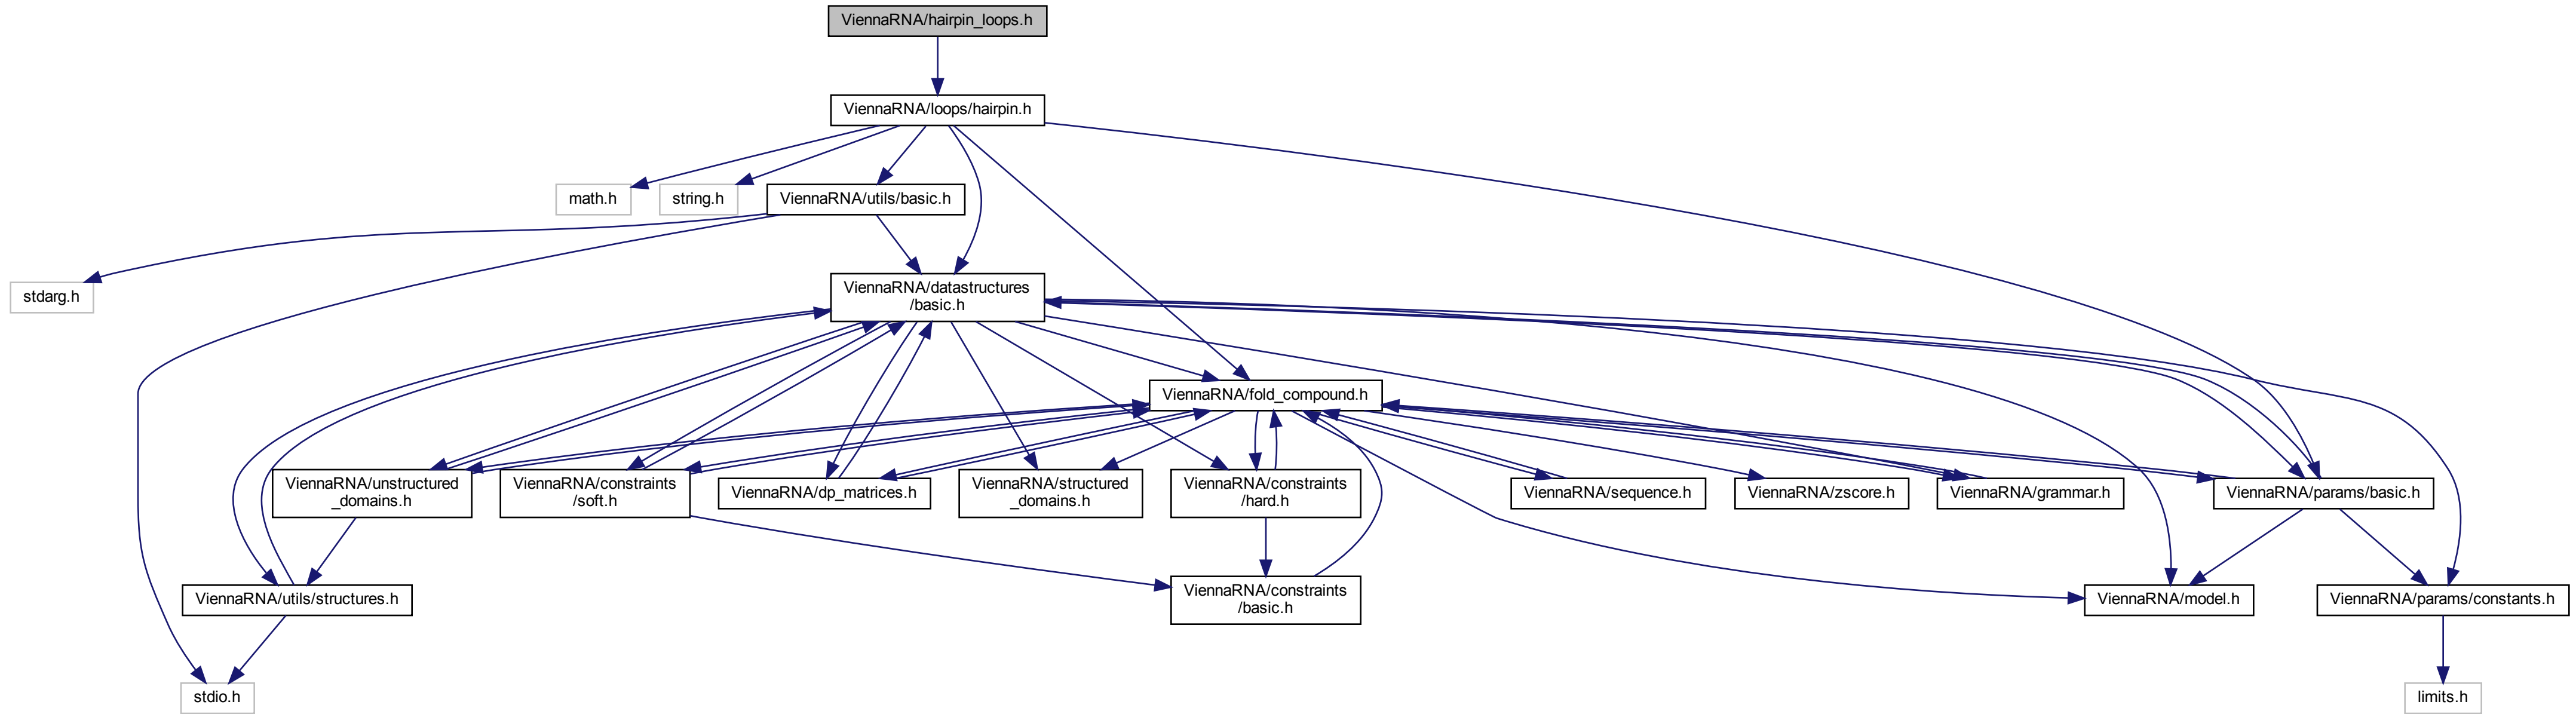 ViennaRNA/hairpin_loops.h
ViennaRNA/loops/hairpin.h
math.h
string.h
ViennaRNA/utils/basic.h
stdarg.h
ViennaRNA/datastructures
/basic.h
ViennaRNA/fold_compound.h
ViennaRNA/unstructured
_domains.h
ViennaRNA/constraints
/soft.h
ViennaRNA/dp_matrices.h
ViennaRNA/structured
_domains.h
ViennaRNA/constraints
/hard.h
ViennaRNA/sequence.h
ViennaRNA/zscore.h
ViennaRNA/grammar.h
ViennaRNA/params/basic.h
ViennaRNA/utils/structures.h
ViennaRNA/constraints
/basic.h
ViennaRNA/model.h
ViennaRNA/params/constants.h
stdio.h
limits.h